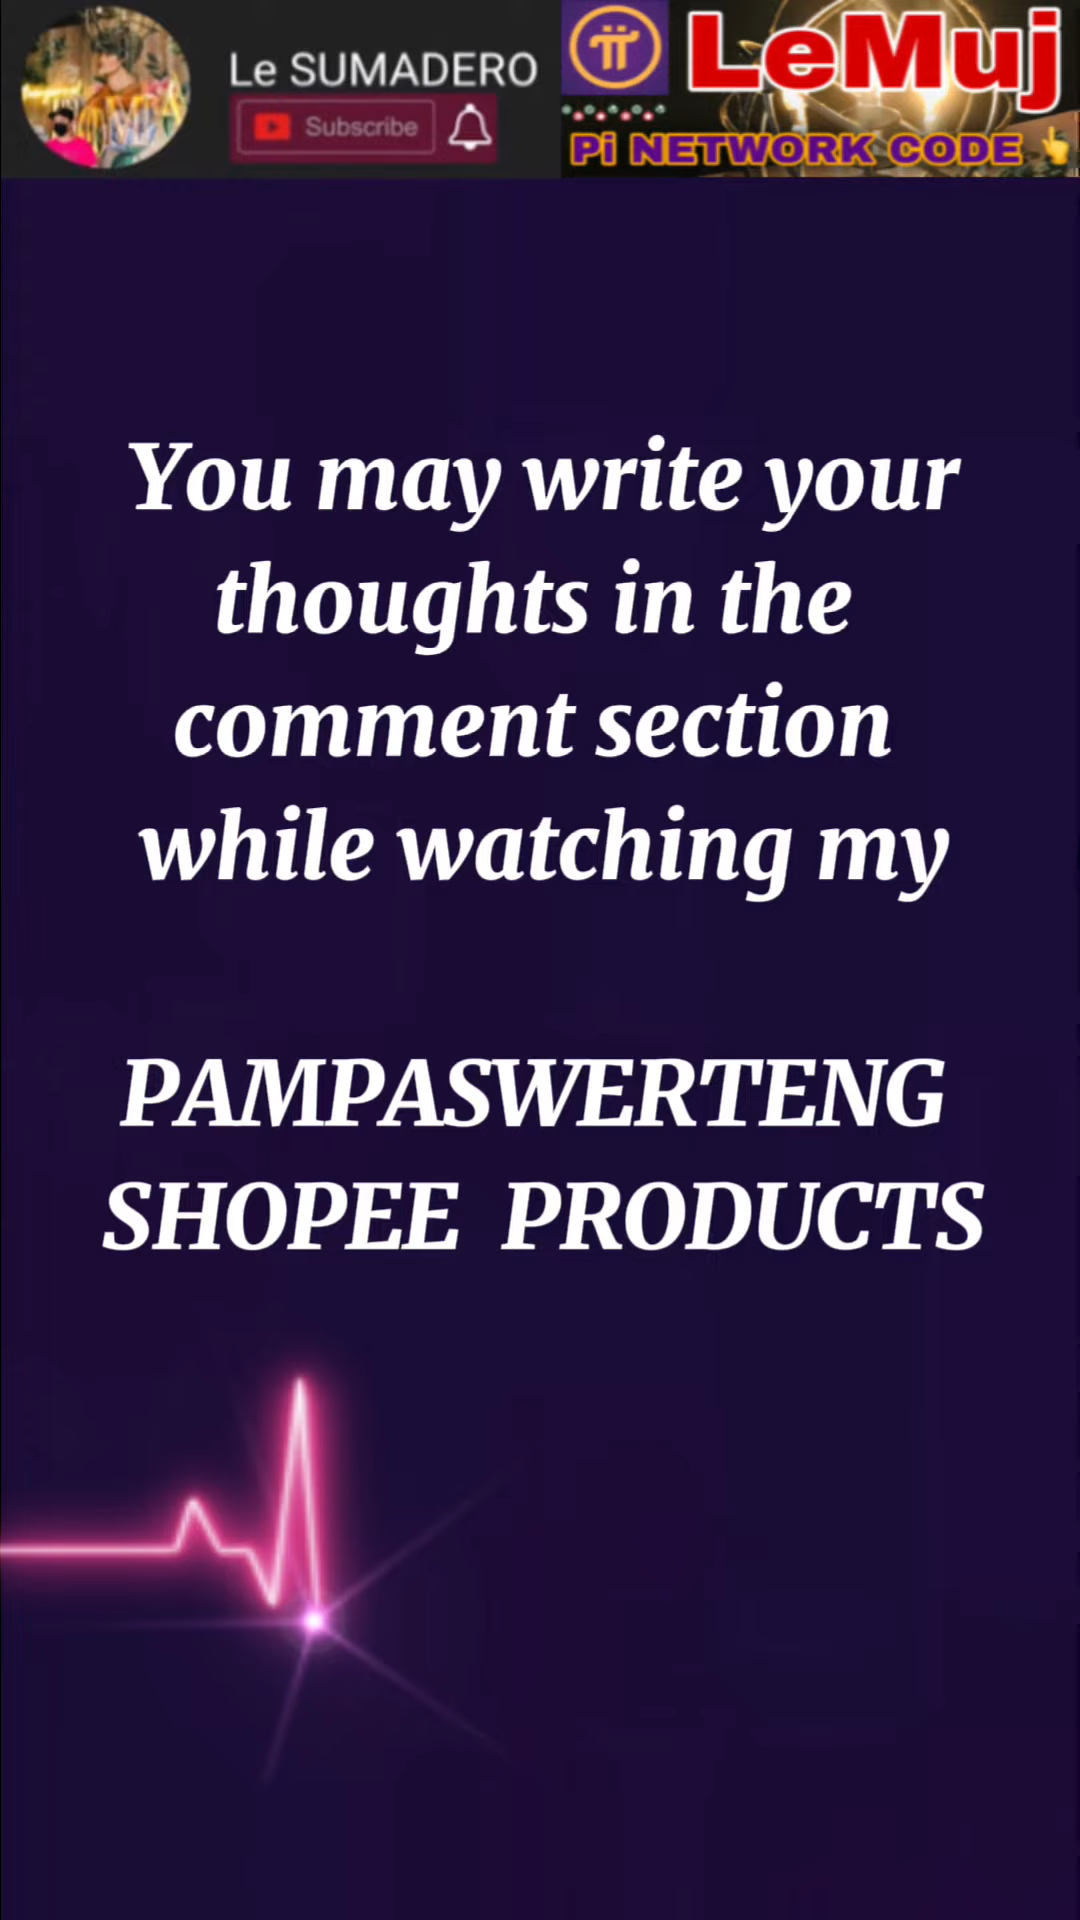 Le SUMADERO
Subscribe
LeMuj
Pi NETWORK CODE
You may write your
thoughts in the
comment section
while watching my
PAMPASWERTENG
SHOPEE PRODUCTS